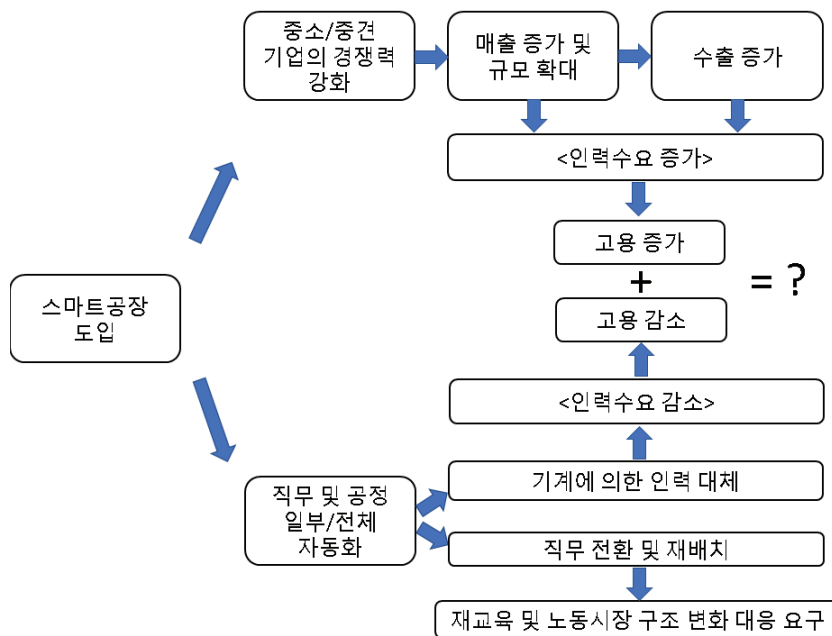 중소/중견
기업의 경쟁력
강화
매출 증가 및
규모 확대
수출 증가
<인력수요 증가>
고용 증가
+
= ?
고용 감소
스마트공장
도입
<인력수요 감소>
직무 및 공정
일부/전체
자동화
기계에 의한 인력 대체
직무 전환 및 재배치
재교육 및 노동시장 구조 변화 대응 요구